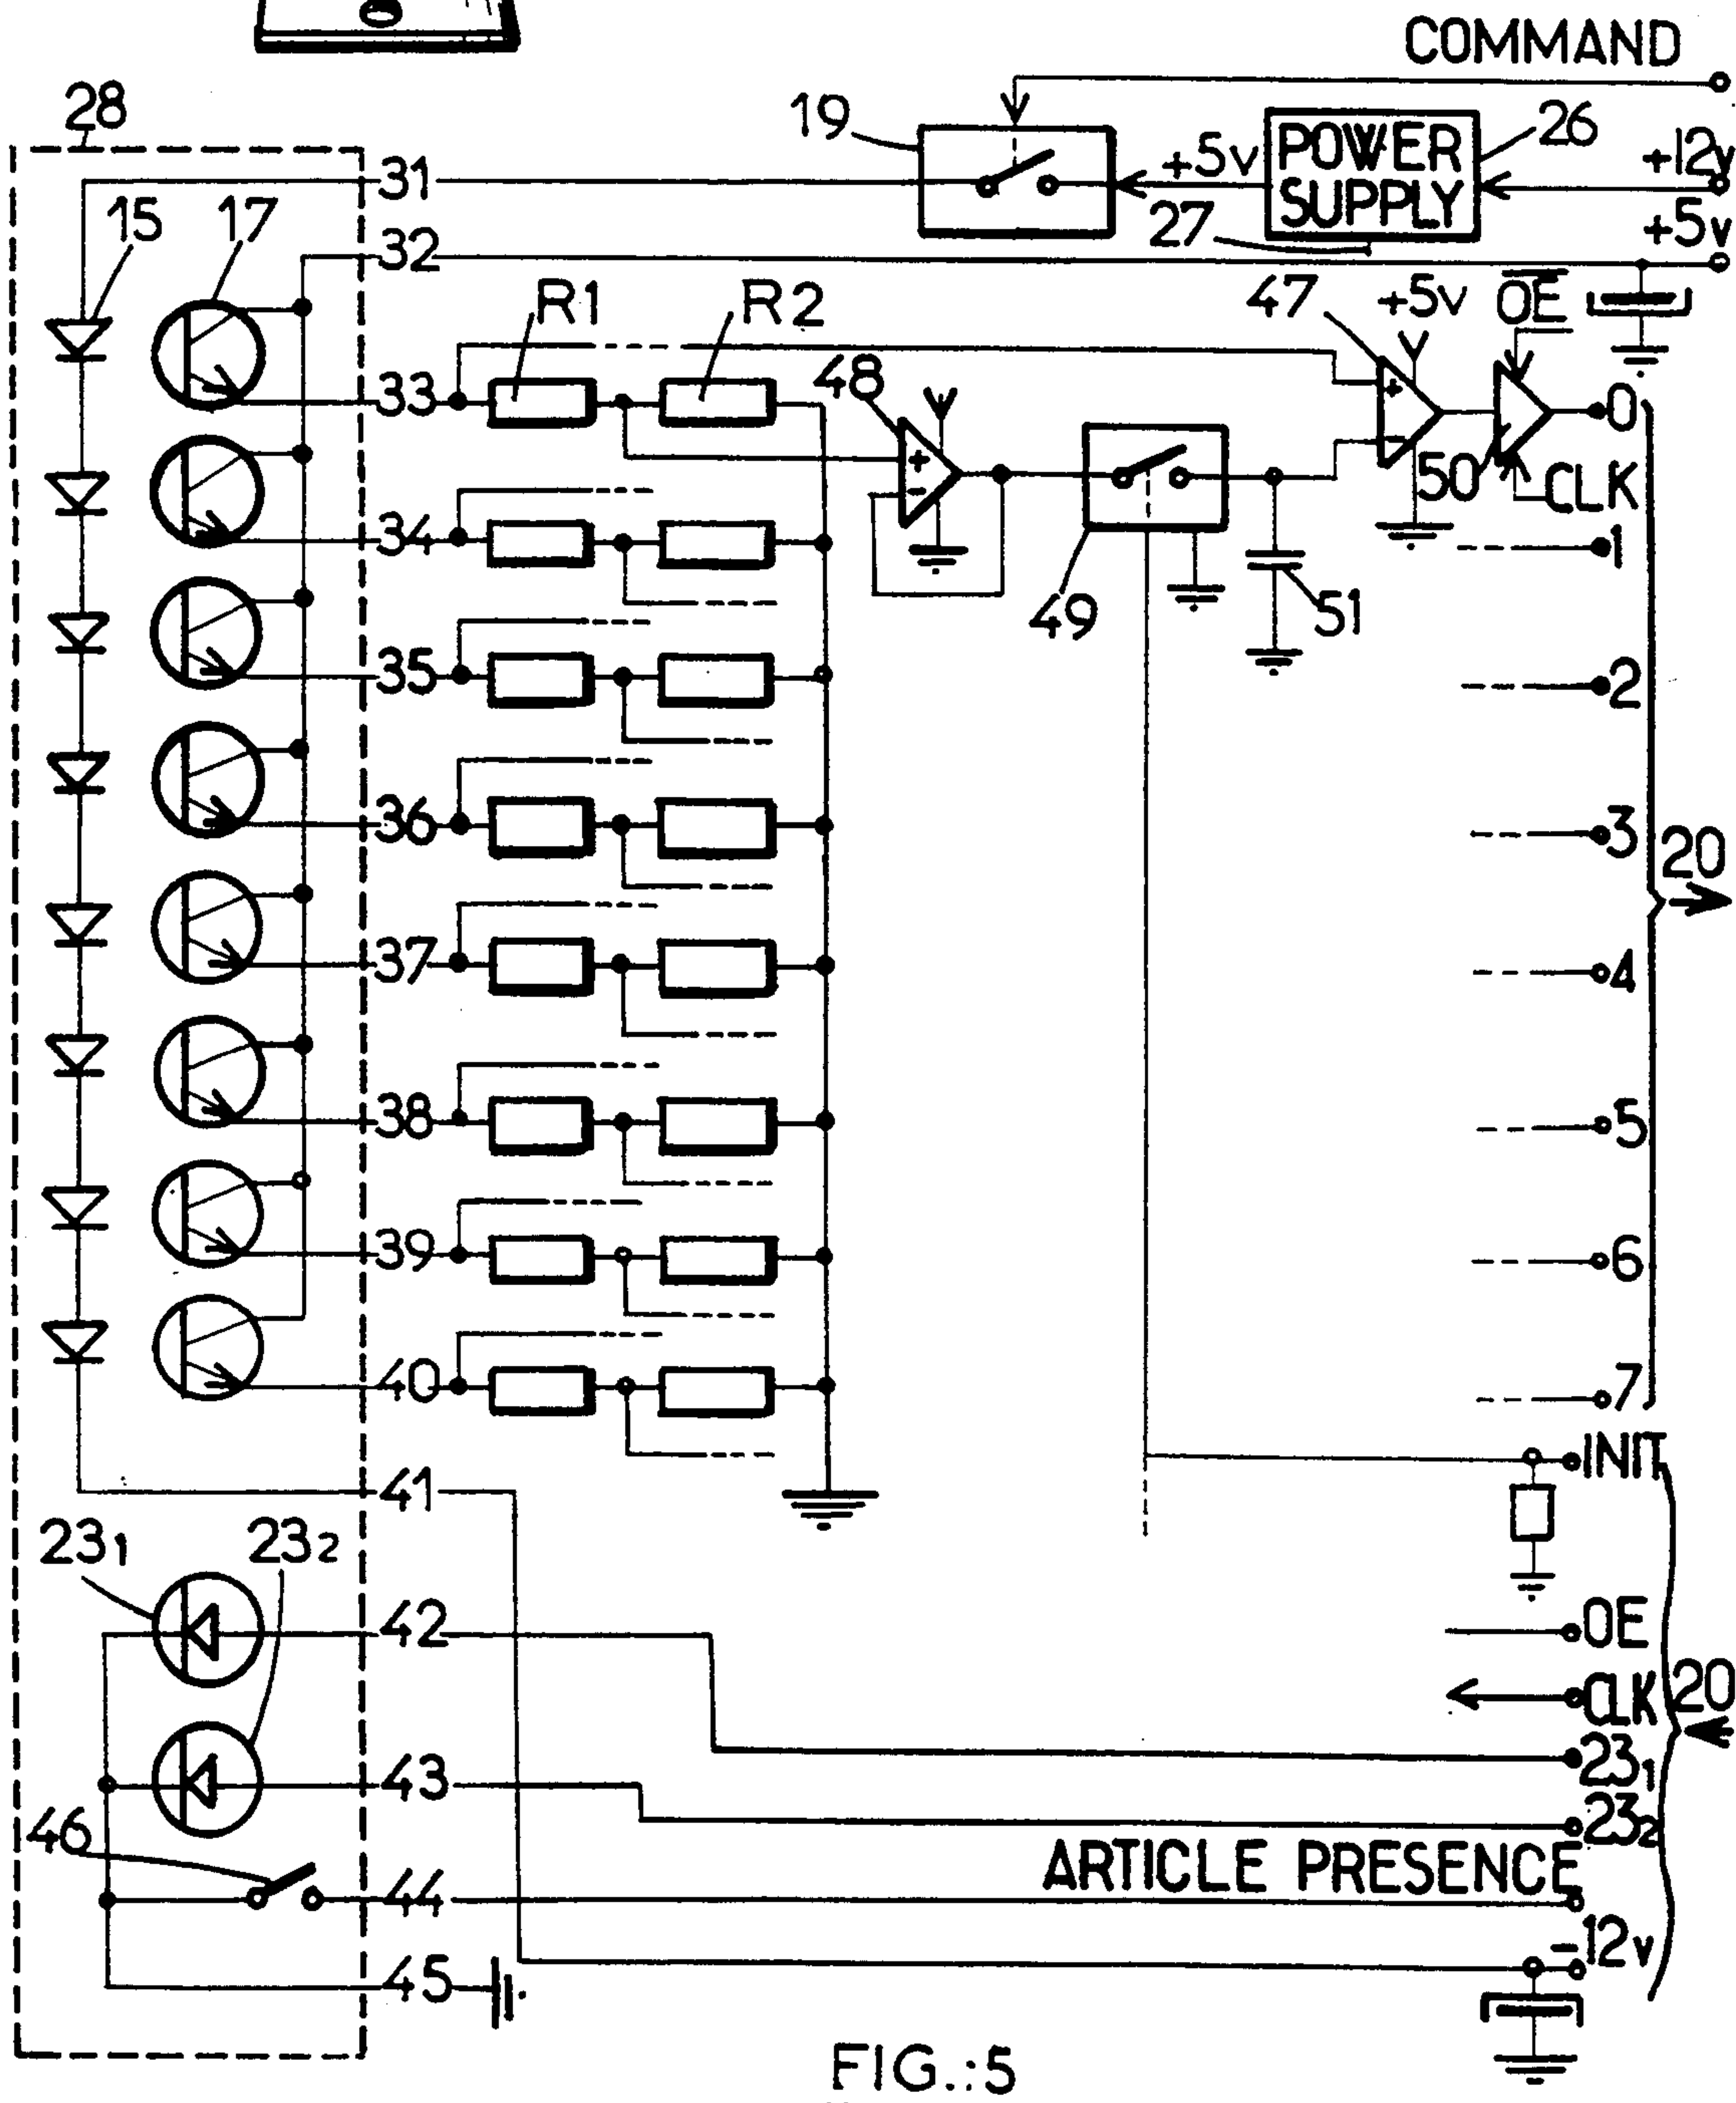 COMMAND
28
19
+5v
POWER
SUPPLY
26
+12v
31
15
17
27
+5v
32
R1
R2
47
+5v
OE
33
48
0
50
CLK
34
49
51
1
35
2
36
3
20
37
4
38
5
39
6
40
7
INIT
41
231
232
42
OE
CLK
20
43
231
232
46
ARTICLE PRESENCE
44
-12v
45
FIG.:5